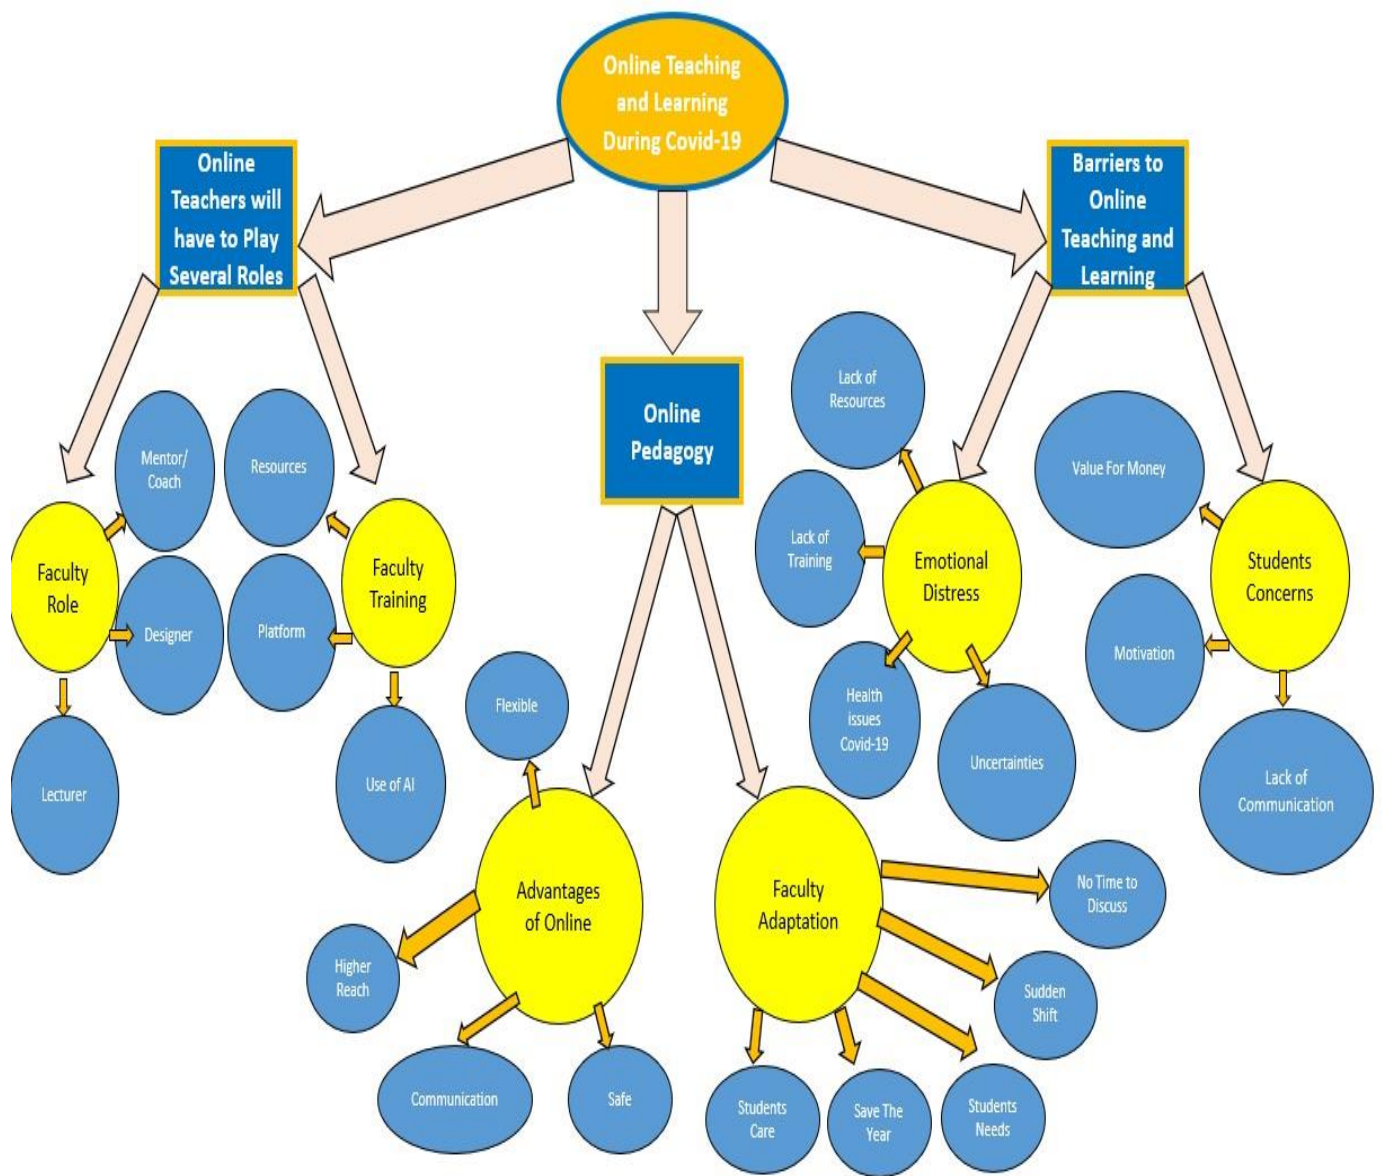 Online Teaching
and Learning
During Covid-19
Online
Teachers will
have to Play
Several Roles
Barriers to
Online
Teaching and
Learning
Online
Pedagogy
Mentor/
Coach
Resources
Faculty
Role
Faculty
Training
Designer
Platform
Lecturer
Use of AI
Lack of
Resources
Value For Money
Lack of
Training
Emotional
Distress
Students
Concerns
Motivation
Health
issues
Covid-19
Uncertainties
Lack of
Communication
Flexible
Advantages
of Online
Faculty
Adaptation
No Time to
Discuss
Higher
Reach
Sudden
Shift
Communication
Safe
Students
Care
Save The
Year
Students
Needs